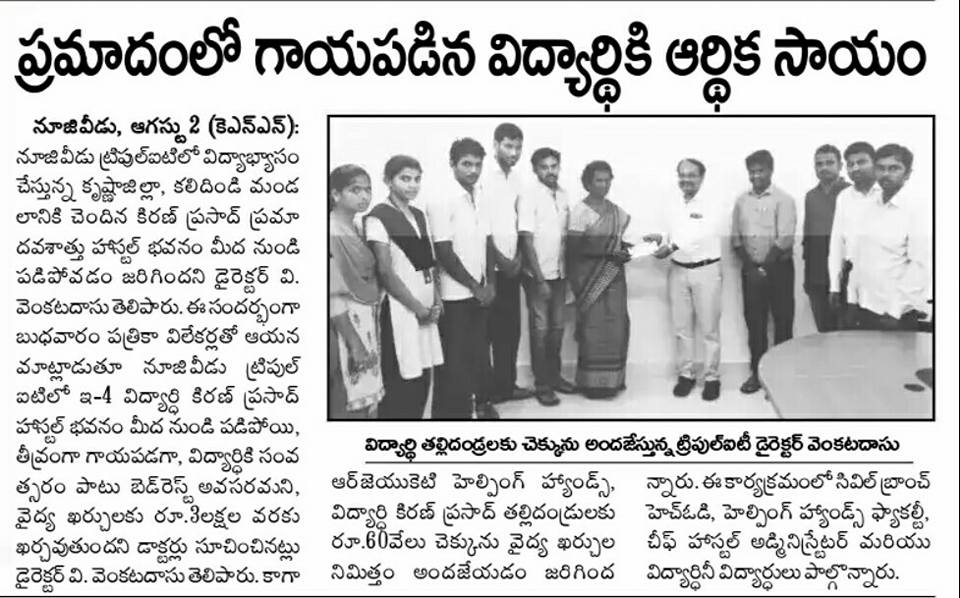 ప్రమాదంలో గాయపడిన విద్యార్థికి ఆర్థిక సాయం
నూజివీడు, ఆగస్టు 2 (కెఎన్ఎన్):
నూజివీడు ట్రిపుల్ఐటిలో విద్యాభ్యాసం
చేస్తున్న కృష్ణాజిల్లా, కలిదిండి మండ
లానికి చెందిన కిరణ్ ప్రసాద్ ప్రమా
దవశాత్తు హాస్టల్ భవనం మీద నుండి
పడిపోవడం జరిగిందని డైరెక్టర్ వి.
వెంకటదాసు తెలిపారు. ఈ సందర్భంగా
బుధవారం పత్రికా విలేకర్లతో ఆయన
మాట్లాడుతూ నూజివీడు ట్రిపుల్
ఐటిలో ఇ-4 విద్యార్ధి కిరణ్ ప్రసాద్
హాస్టల్ భవనం మీద నుండి పడిపోయి,
తీవ్రంగా గాయపడగా, విద్యార్ధికి సంవ
త్సరం పాటు బెడ్‌రెస్ట్ అవసరమని,
వైద్య ఖర్చులకు రూ.3లక్షల వరకు
ఖర్చవుతుందని డాక్టర్లు సూచించినట్లు
డైరెక్టర్ వి. వెంకటదాసు తెలిపారు. కాగా
విద్యార్థి తల్లిదండ్రలకు చెక్కును అందజేస్తున్న ట్రిపుల్ఐటీ డైరెక్టర్ వెంకటదాసు
ఆర్‌జెయుకెటి హెల్పింగ్ హ్యాండ్స్,
విద్యార్ధి కిరణ్ ప్రసాద్ తల్లిదండ్రులకు
రూ.60వేలు చెక్కును వైద్య ఖర్చుల
నిమిత్తం అందజేయడం జరిగింద
న్నారు. ఈ కార్యక్రమంలో సివిల్ బ్రాంచ్
హెచ్ఓడి, హెల్పింగ్ హ్యాండ్స్ ఫ్యాకల్టీ,
చీఫ్ హాస్టల్ అడ్మినిస్ట్రేటర్ మరియు
విద్యార్ధినీ విద్యార్ధులు పాల్గొన్నారు.